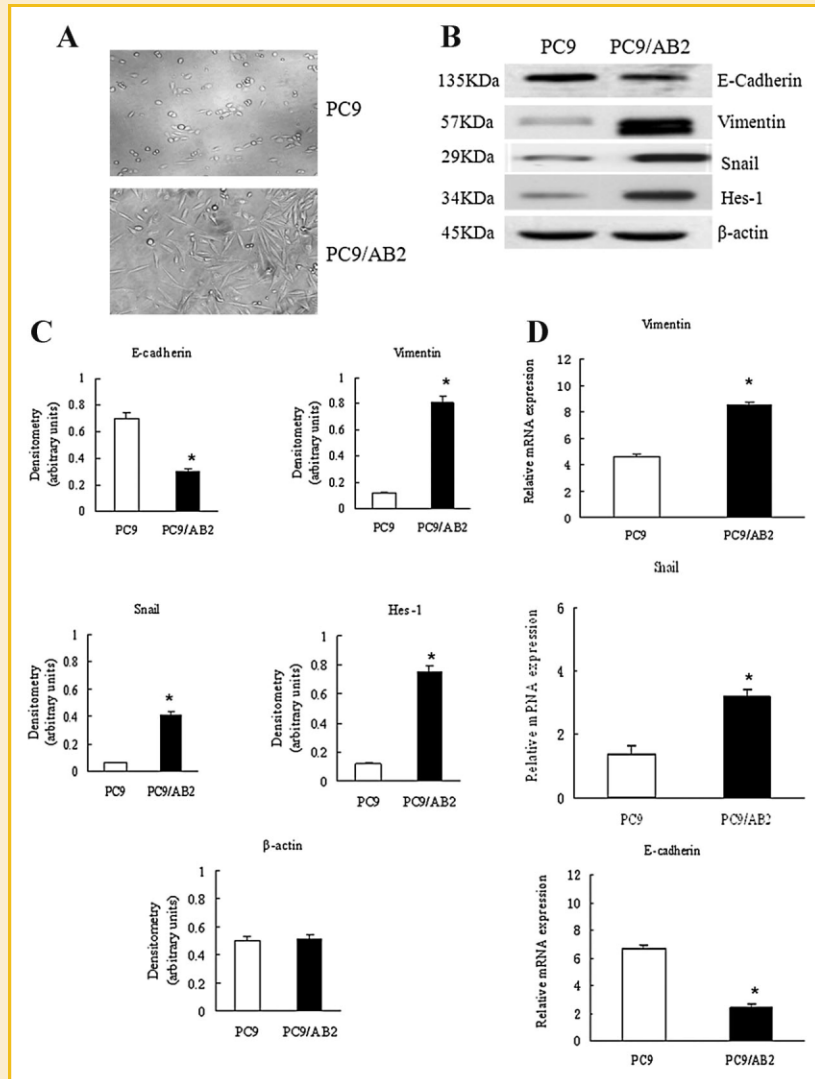 A
PC9
PC9/AB2
B
PC9 PC9/AB2
135KDa E-Cadherin
57KDa Vimentin
29KDa Snail
34KDa Hes-1
45KDa β-actin
C
E-cadherin
Densitometry
(arbitrary units)
1
0.8
0.6
0.4
0.2
0
*
PC9 PC9/AB2
Vimentin
Densitometry
(arbitrary units)
1
0.8
0.6
0.4
0.2
0
*
PC9 PC9/AB2
Snail
Densitometry
(arbitrary units)
1
0.8
0.6
0.4
0.2
0
*
PC9 PC9/AB2
Hes-1
Densitometry
(arbitrary units)
1
0.8
0.6
0.4
0.2
0
*
PC9 PC9/AB2
β-actin
Densitometry
(arbitrary units)
1
0.8
0.6
0.4
0.2
0
PC9 PC9/AB2
D
Vimentin
Relative mRNA expression
12
10
8
6
4
2
0
*
PC9 PC9/AB2
Snail
Relative mRNA expression
6
4
2
0
*
PC9 PC9/AB2
E-cadherin
Relative mRNA expression
12
10
8
6
4
2
0
*
PC9 PC9/AB2